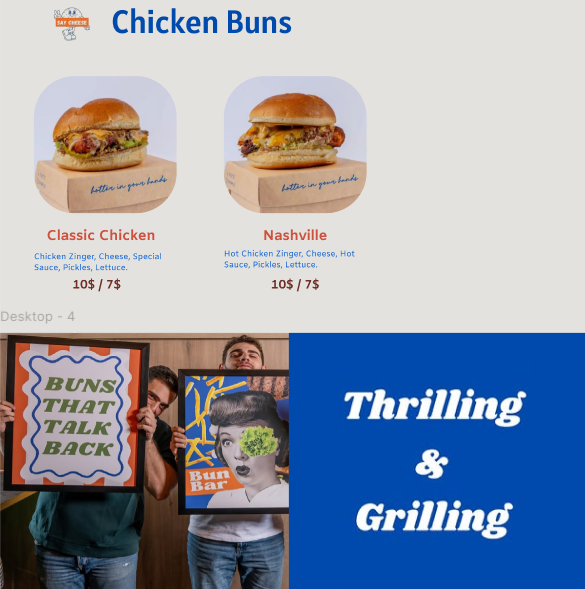 SAY CHEESE
Chicken Buns
hotter in your hands
hotter in your hands
Classic Chicken
Nashville
Chicken Zinger, Cheese, Special
Sauce, Pickles, Lettuce.
Hot Chicken Zinger, Cheese, Hot
Sauce, Pickles, Lettuce.
10$ / 7$
10$ / 7$
Desktop - 4
BUNS
THAT
TALK
BACK
Bun
Bar
Thrilling
&
Grilling